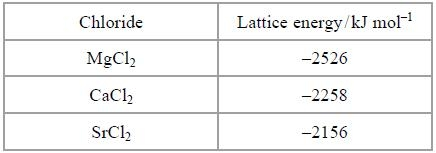 Chloride Lattice energy/kJ mol⁻¹
MgCl₂ –2526
CaCl₂ –2258
SrCl₂ –2156